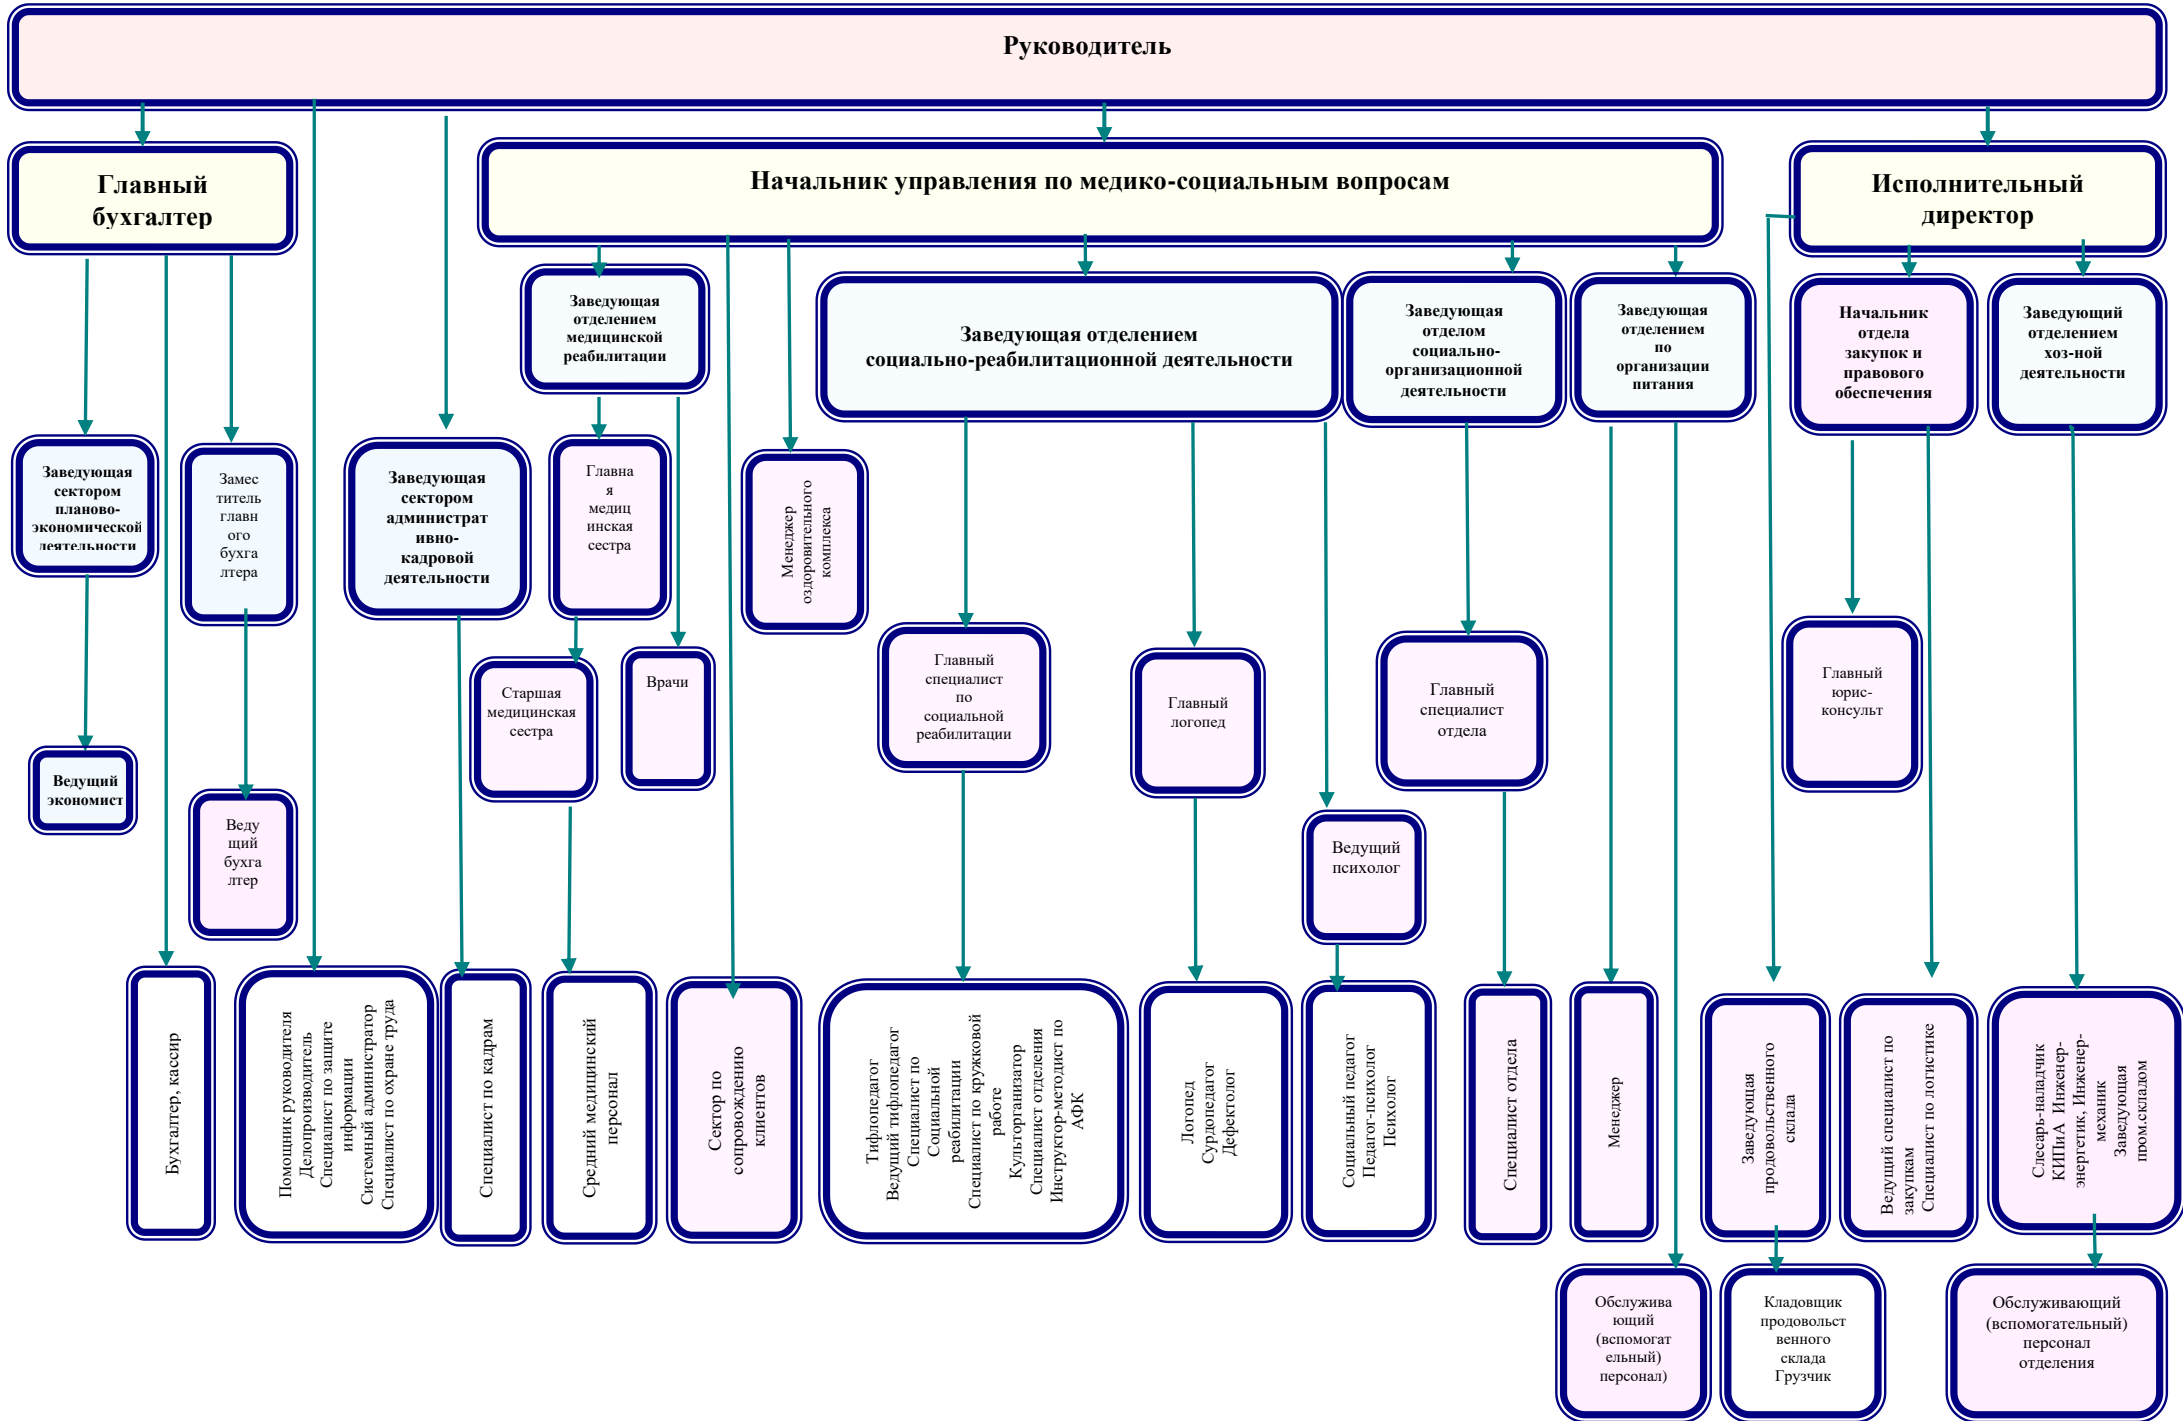 Руководитель
Главный
бухгалтер
Начальник управления по медико-социальным вопросам
Исполнительный
директор
Заведующая
отделением
медицинской
реабилитации
Заведующая отделением
социально-реабилитационной деятельности
Заведующая
отделом
социально-
организационной
деятельности
Заведующая
отделением
по
организации
питания
Начальник
отдела
закупок и
правового
обеспечения
Заведующий
отделением
хоз-ной
деятельности
Заведующая
сектором
планово-
экономической
деятельности
Замес
титель
главн
ого
бухга
лтера
Заведующая
сектором
администрат
ивно-
кадровой
деятельности
Главна
я
медиц
инская
сестра
Менеджер
оздоровительного
комплекса
Старшая
медицинская
сестра
Врачи
Главный
специалист
по
социальной
реабилитации
Главный
логопед
Главный
специалист
отдела
Главный
юрис-
консульт
Ведущий
экономист
Веду
щий
бухга
лтер
Ведущий
психолог
Бухгалтер, кассир
Помощник руководителя
Делопроизводитель
Специалист по защите
информации
Системный администратор
Специалист по охране труда
Специалист по кадрам
Средний медицинский
персонал
Сектор по
сопровождению
клиентов
Тифлопедагог
Ведущий тифлопедагог
Специалист по
Социальной
реабилитации
Специалист по кружковой
работе
Культорганизатор
Специалист отделения
Инструктор-методист по
АФК
Логопед
Сурдопедагог
Дефектолог
Социальный педагог
Педагог-психолог
Психолог
Специалист отдела
Менеджер
Заведующая
продовольственного
склада
Ведущий специалист по
закупкам
Специалист по логистике
Слесарь-наладчик
КИПиА Инженер-
энергетик, Инженер-
механик
Заведующая
пром.складом
Обслужива
ющий
(вспомогат
ельный)
персонал)
Кладовщик
продовольст
венного
склада
Грузчик
Обслуживающий
(вспомогательный)
персонал
отделения